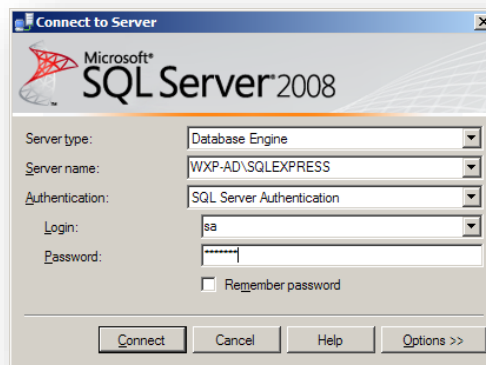 Connect to Server
Microsoft®
SQL Server® 2008
Server type:
Database Engine
Server name:
WXP-AD\SQLEXPRESS
Authentication:
SQL Server Authentication
Login:
sa
Password:
*******
Remember password
Connect
Cancel
Help
Options >>